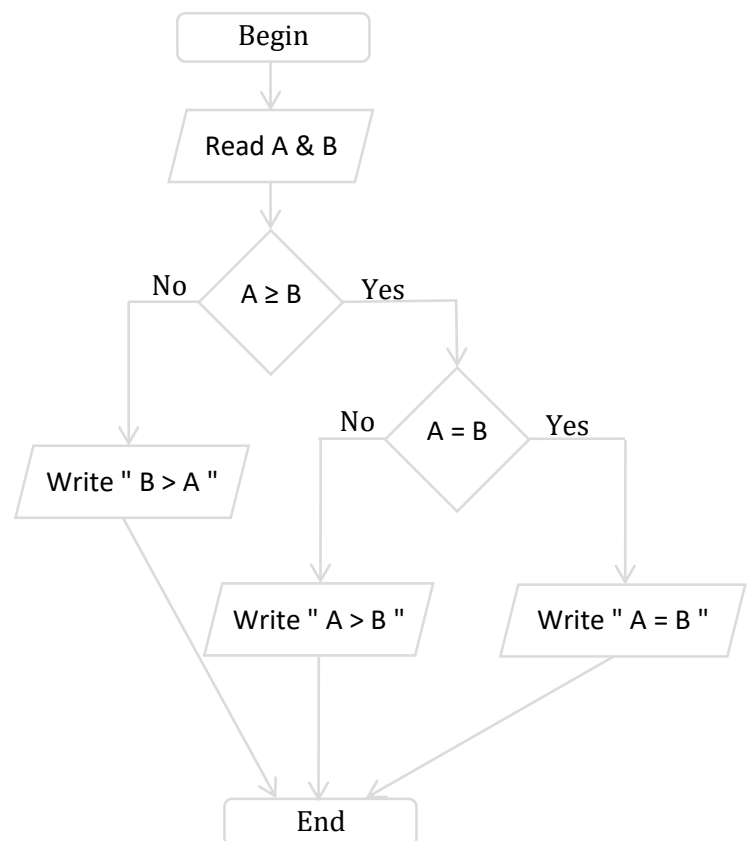 Begin
Read A & B
No
A ≥ B
Yes
No
A = B
Yes
Write " B > A "
Write " A > B "
Write " A = B "
End